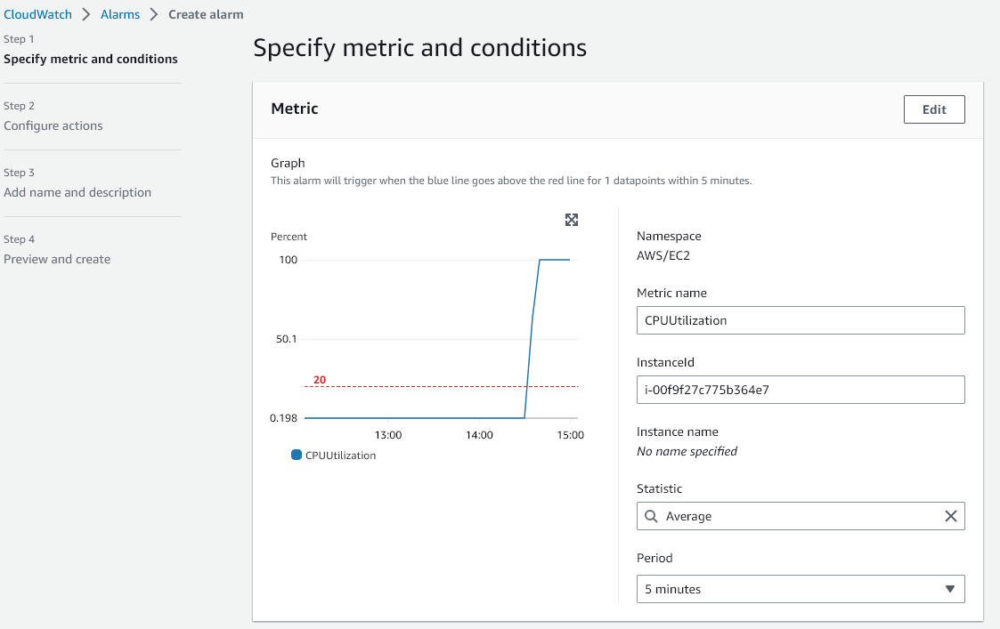 CloudWatch > Alarms > Create alarm
Step 1
Specify metric and conditions
Step 2
Configure actions
Step 3
Add name and description
Step 4
Preview and create
Specify metric and conditions
Metric
Edit
Graph
This alarm will trigger when the blue line goes above the red line for 1 datapoints within 5 minutes.
Percent
100
50.1
20
0.198
13:00 14:00 15:00
CPUUtilization
Namespace
AWS/EC2
Metric name
CPUUtilization
InstanceId
i-00f9f27c775b364e7
Instance name
No name specified
Statistic
Average
Period
5 minutes